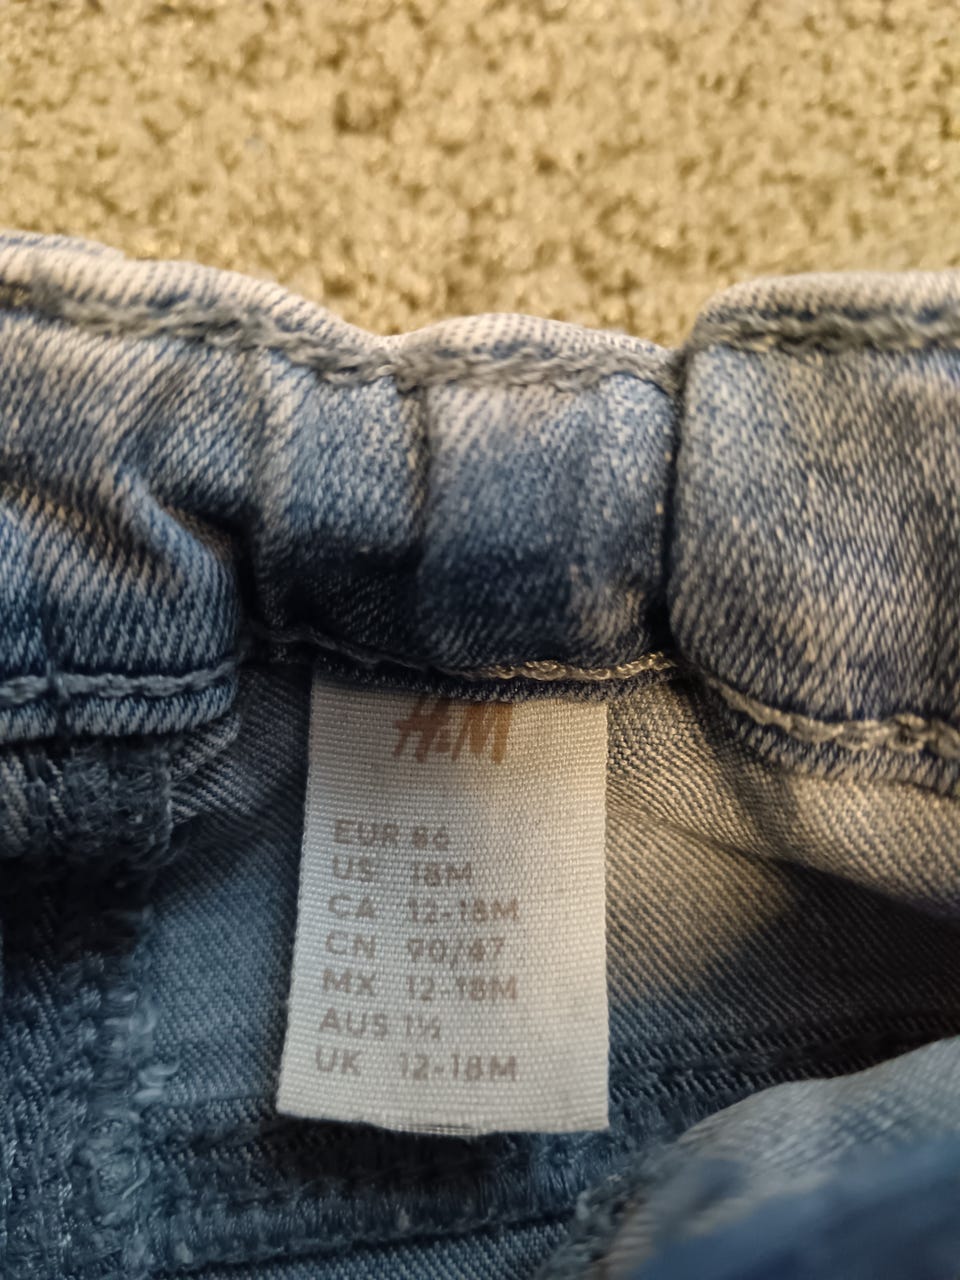 H&M
EUR 86
US 18M
CA 12-18M
CN 90/47
MX 12-18M
AUS 1½
UK 12-18M